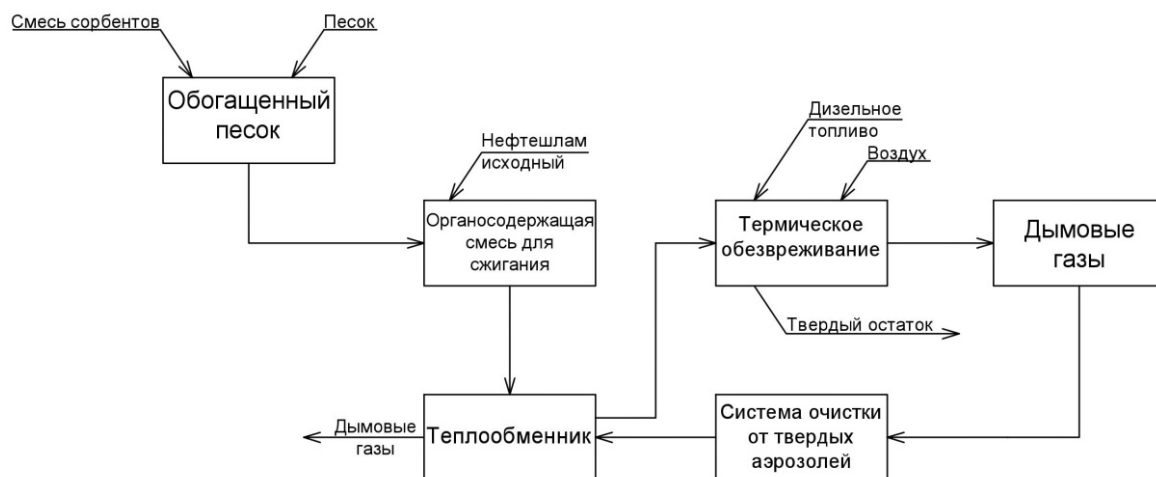 Смесь сорбентов
Песок
Обогащенный
песок
Нефтешлам
исходный
Дизельное
топливо
Воздух
Органосодержащая
смесь для
сжигания
Термическое
обезвреживание
Дымовые
газы
Твердый остаток
Дымовые
газы
Теплообменник
Система очистки
от твердых
аэрозолей